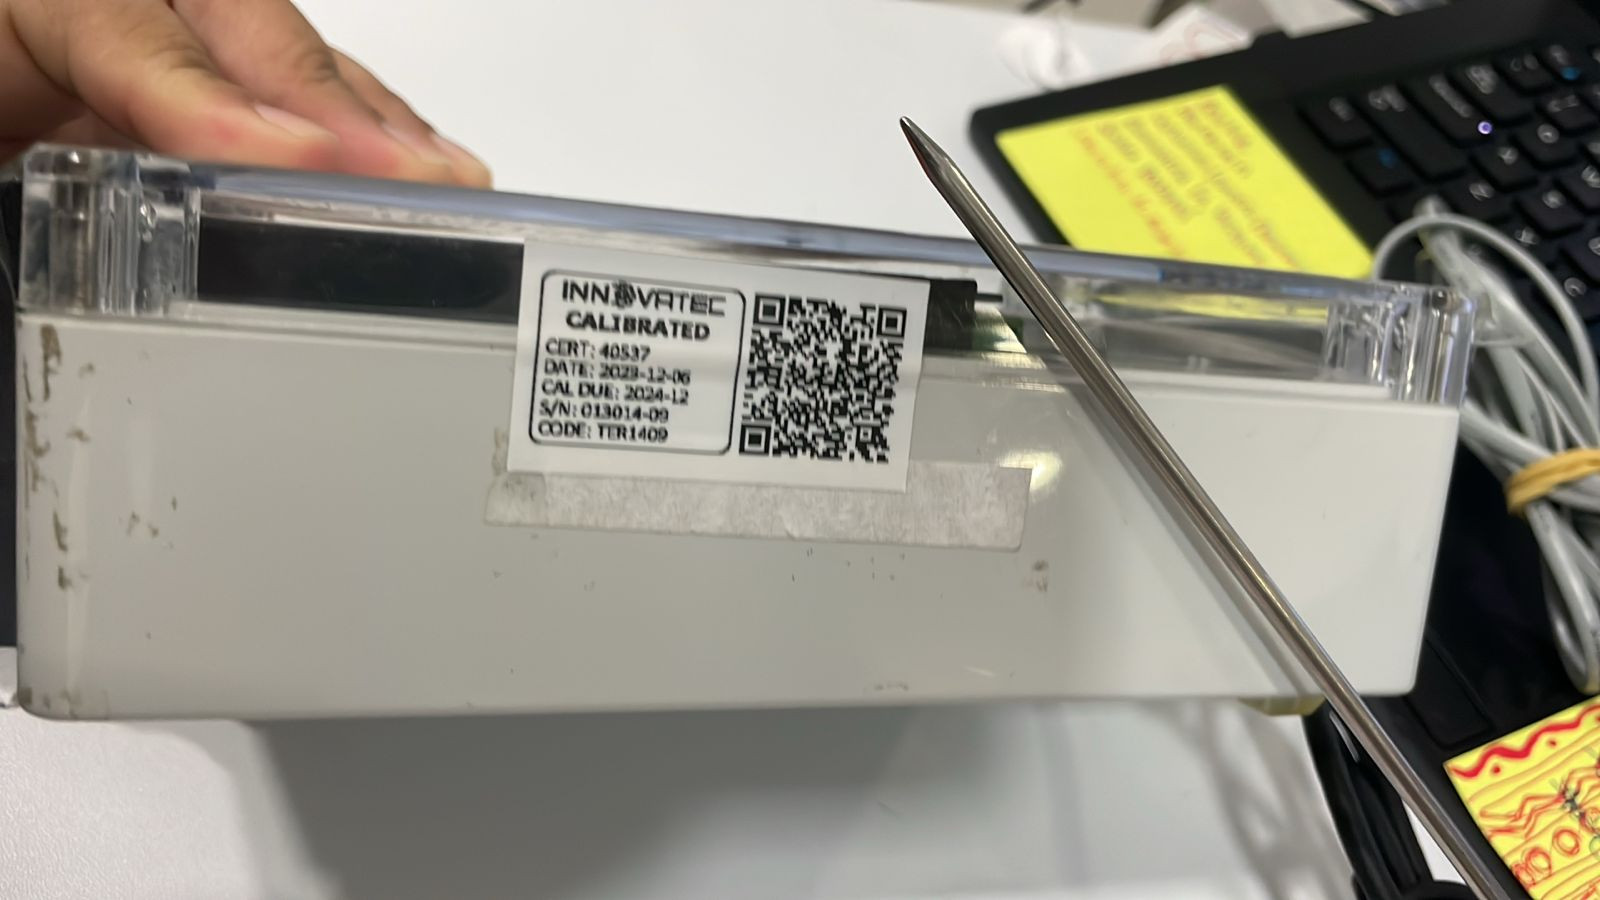 INNOVATEC
CALIBRATED
CERT: 40537
DATE: 2023-12-06
CAL DUE: 2024-12
S/N: 013014-09
CODE: TER1409